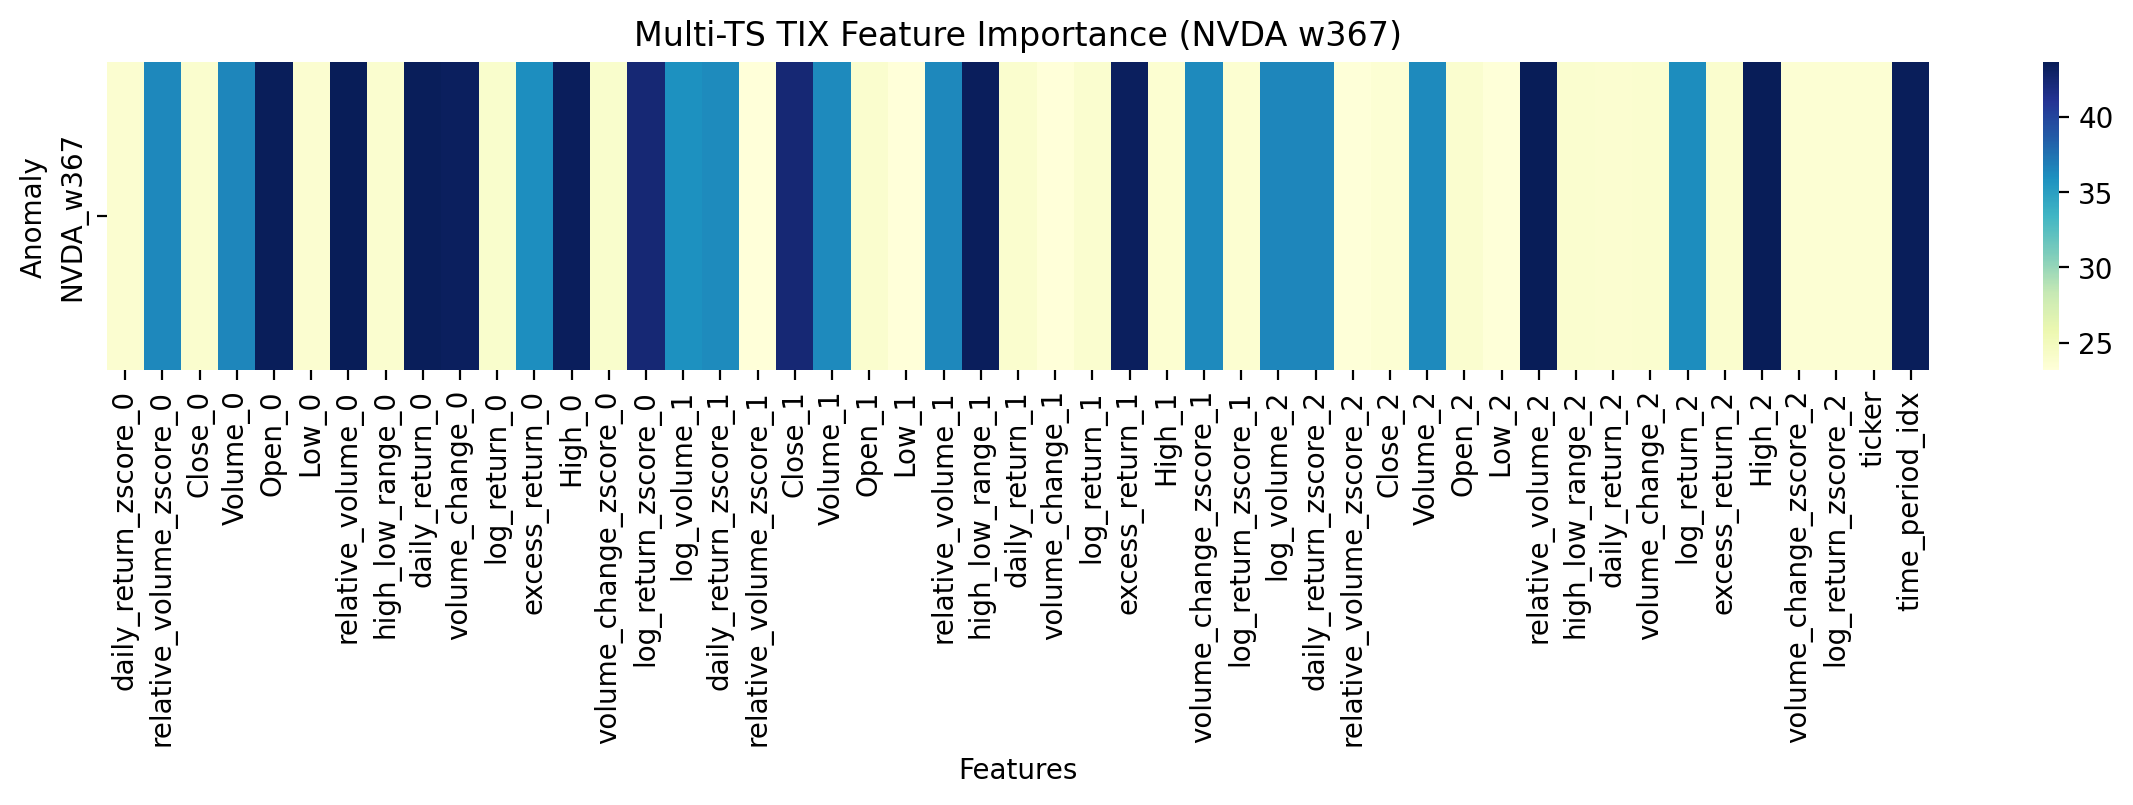 Multi-TS TIX Feature Importance (NVDA w367)
Anomaly
NVDA_w367
40
35
30
25
daily_return_zscore_0
relative_volume_zscore_0
Close_0
Volume_0
Open_0
Low_0
relative_volume_0
high_low_range_0
daily_return_0
volume_change_0
log_return_0
excess_return_0
High_0
volume_change_zscore_0
log_return_zscore_0
log_volume_1
daily_return_zscore_1
relative_volume_zscore_1
Close_1
Volume_1
Open_1
Low_1
relative_volume_1
high_low_range_1
daily_return_1
volume_change_1
log_return_1
excess_return_1
High_1
volume_change_zscore_1
log_return_zscore_1
log_volume_2
daily_return_zscore_2
relative_volume_zscore_2
Close_2
Volume_2
Open_2
Low_2
relative_volume_2
high_low_range_2
daily_return_2
volume_change_2
log_return_2
excess_return_2
High_2
volume_change_zscore_2
log_return_zscore_2
ticker
time_period_idx
Features